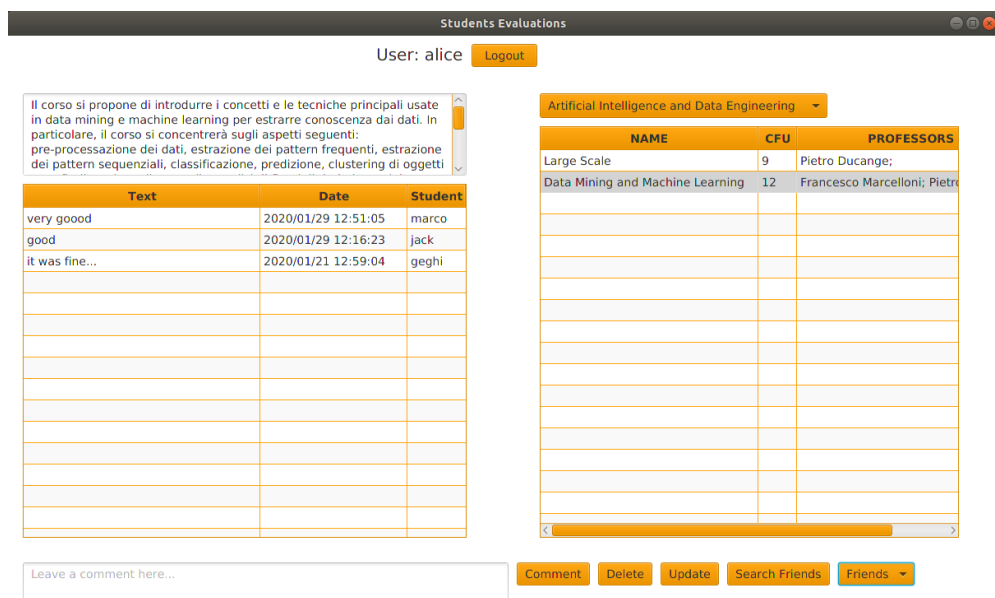 Students Evaluations
User: alice Logout
Il corso si propone di introdurre i concetti e le tecniche principali usate
in data mining e machine learning per estrarre conoscenza dai dati. In
particolare, il corso si concentrerà sugli aspetti seguenti:
pre-processazione dei dati, estrazione dei pattern frequenti, estrazione
dei pattern sequenziali, classificazione, predizione, clustering di oggetti
Text Date Student
very goood 2020/01/29 12:51:05 marco
good 2020/01/29 12:16:23 jack
it was fine... 2020/01/21 12:59:04 geghi
Artificial Intelligence and Data Engineering
NAME CFU PROFESSORS
Large Scale 9 Pietro Ducange;
Data Mining and Machine Learning 12 Francesco Marcelloni; Pietro
Leave a comment here...
Comment Delete Update Search Friends Friends